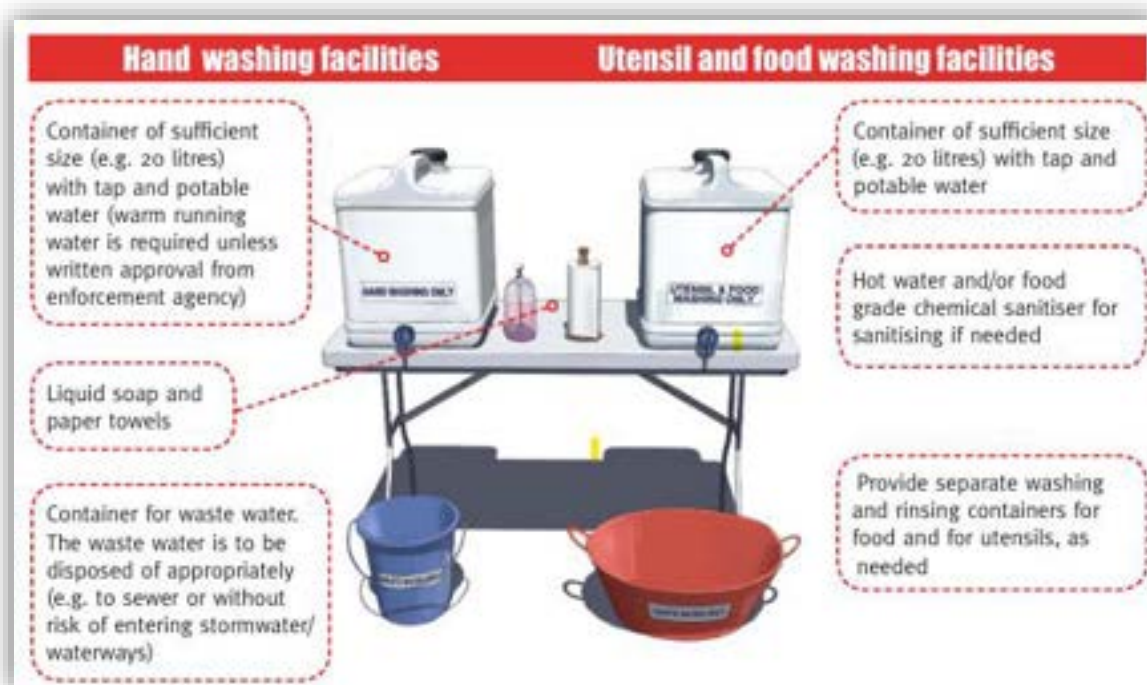 Hand washing facilities
Utensil and food washing facilities
Container of sufficient
size (e.g. 20 litres)
with tap and potable
water (warm running
water is required unless
written approval from
enforcement agency)
Liquid soap and
paper towels
Container for waste water.
The waste water is to be
disposed of appropriately
(e.g. to sewer or without
risk of entering stormwater/
waterways)
HAND WASHING ONLY
UTENSIL & FOOD
WASHING ONLY
Container of sufficient size
(e.g. 20 litres) with tap and
potable water
Hot water and/or food
grade chemical sanitiser for
sanitising if needed
Provide separate washing
and rinsing containers for
food and for utensils, as
needed